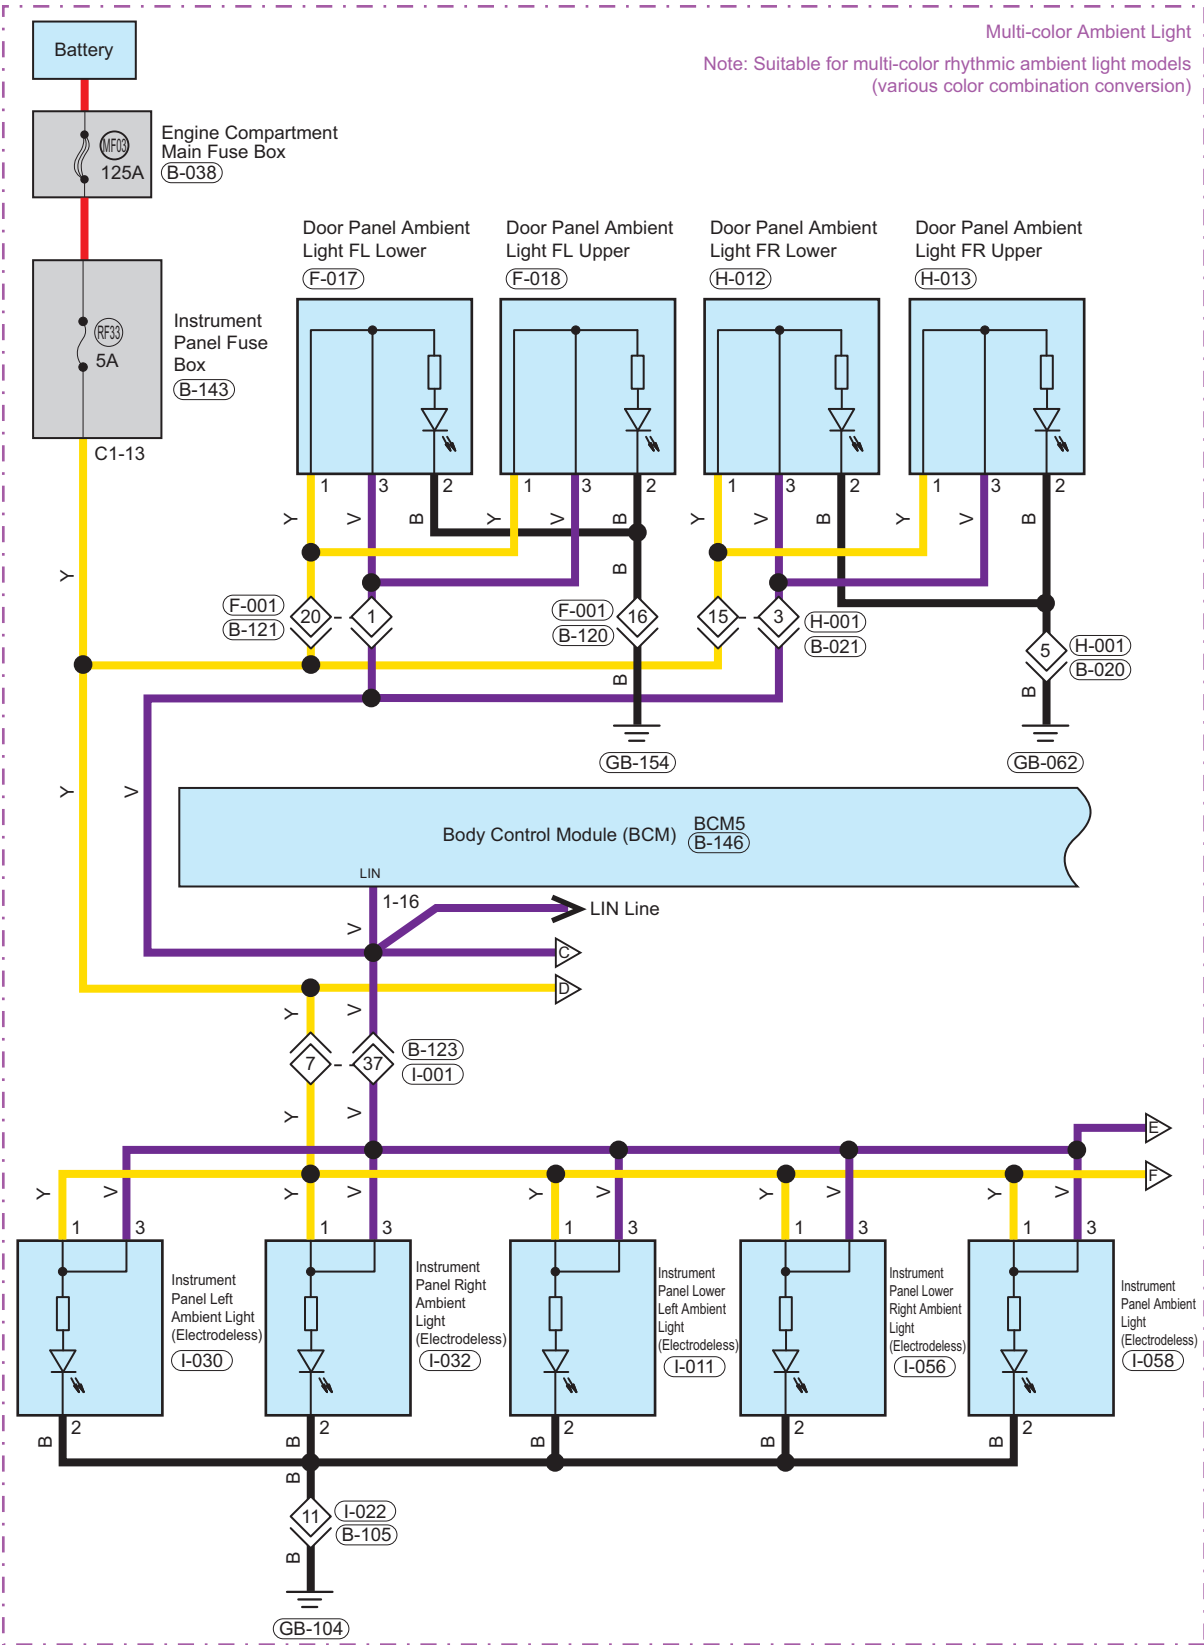 Multi-color Ambient Light
Note: Suitable for multi-color rhythmic ambient light models
(various color combination conversion)
Battery
MF03
125A
Engine Compartment
Main Fuse Box
B-038
RF33
5A
Instrument
Panel Fuse
Box
B-143
C1-13
Door Panel Ambient
Light FL Lower
F-017
Door Panel Ambient
Light FL Upper
F-018
Door Panel Ambient
Light FR Lower
H-012
Door Panel Ambient
Light FR Upper
H-013
1 3 2 1 3 2 1 3 2 1 3 2
Y V B Y V B Y V B Y V B
Y
B
F-001
B-121
20
1
F-001
B-120
16
15
3
H-001
B-021
5
H-001
B-020
B
B
GB-154
GB-062
Y
V
Body Control Module (BCM)
BCM5
B-146
LIN
1-16
V
LIN Line
C
D
Y
V
7
37
B-123
I-001
Y
V
E
F
Y V Y V Y V Y V Y V
1 3 1 3 1 3 1 3 1 3
Instrument
Panel Left
Ambient Light
(Electrodeless)
I-030
Instrument
Panel Right
Ambient
Light
(Electrodeless)
I-032
Instrument
Panel Lower
Left Ambient
Light
(Electrodeless)
I-011
Instrument
Panel Lower
Right Ambient
Light
(Electrodeless)
I-056
Instrument
Panel Ambient
Light
(Electrodeless)
I-058
2 2 2 2 2
B B B B B
B
11
I-022
B-105
B
GB-104